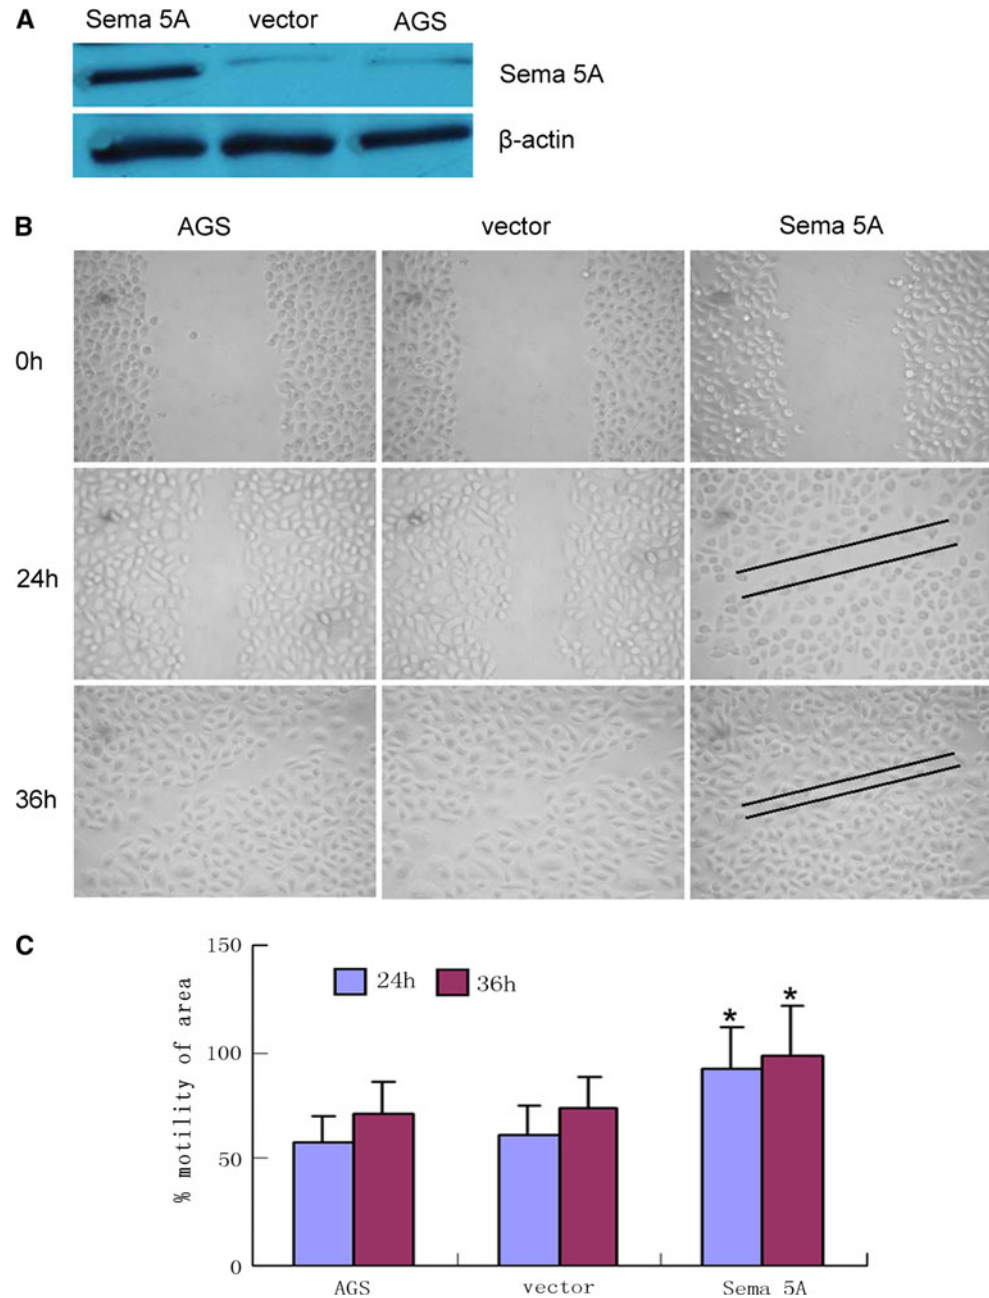 A
Sema 5A vector AGS
Sema 5A
β-actin
B
AGS vector Sema 5A
0h
24h
36h
C
% motility of area
150
100
50
0
24h 36h
* *
AGS vector Sema 5A